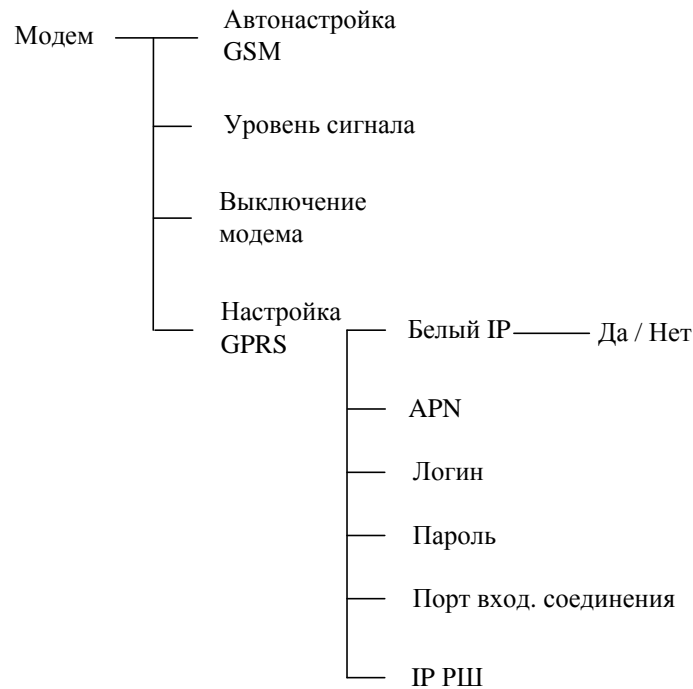 Модем
Автонастройка
GSM
Уровень сигнала
Выключение
модема
Настройка
GPRS
Белый IP
Да / Нет
APN
Логин
Пароль
Порт вход. соединения
IP РШ